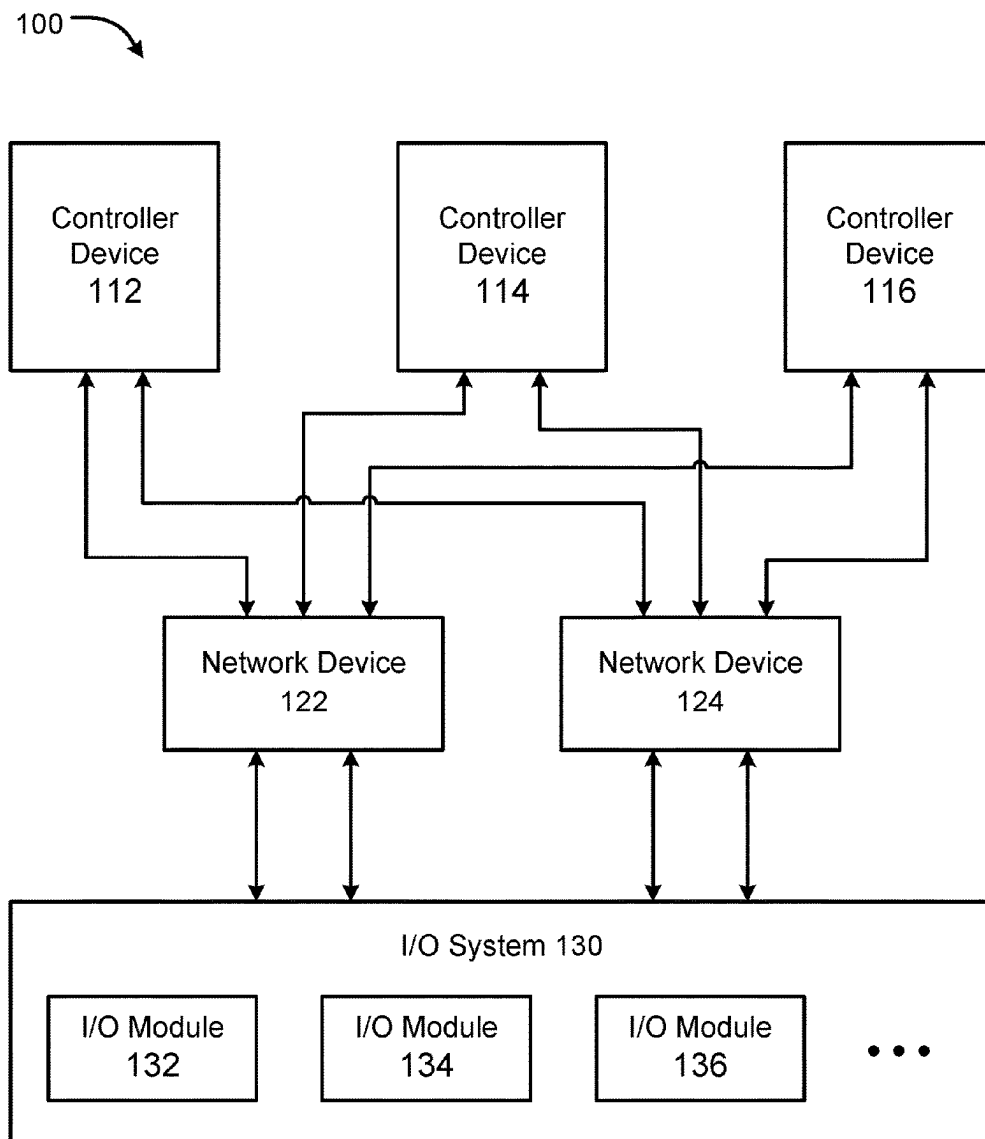 100
Controller
Device
112
Controller
Device
114
Controller
Device
116
Network Device
122
Network Device
124
I/O System 130
I/O Module
132
I/O Module
134
I/O Module
136